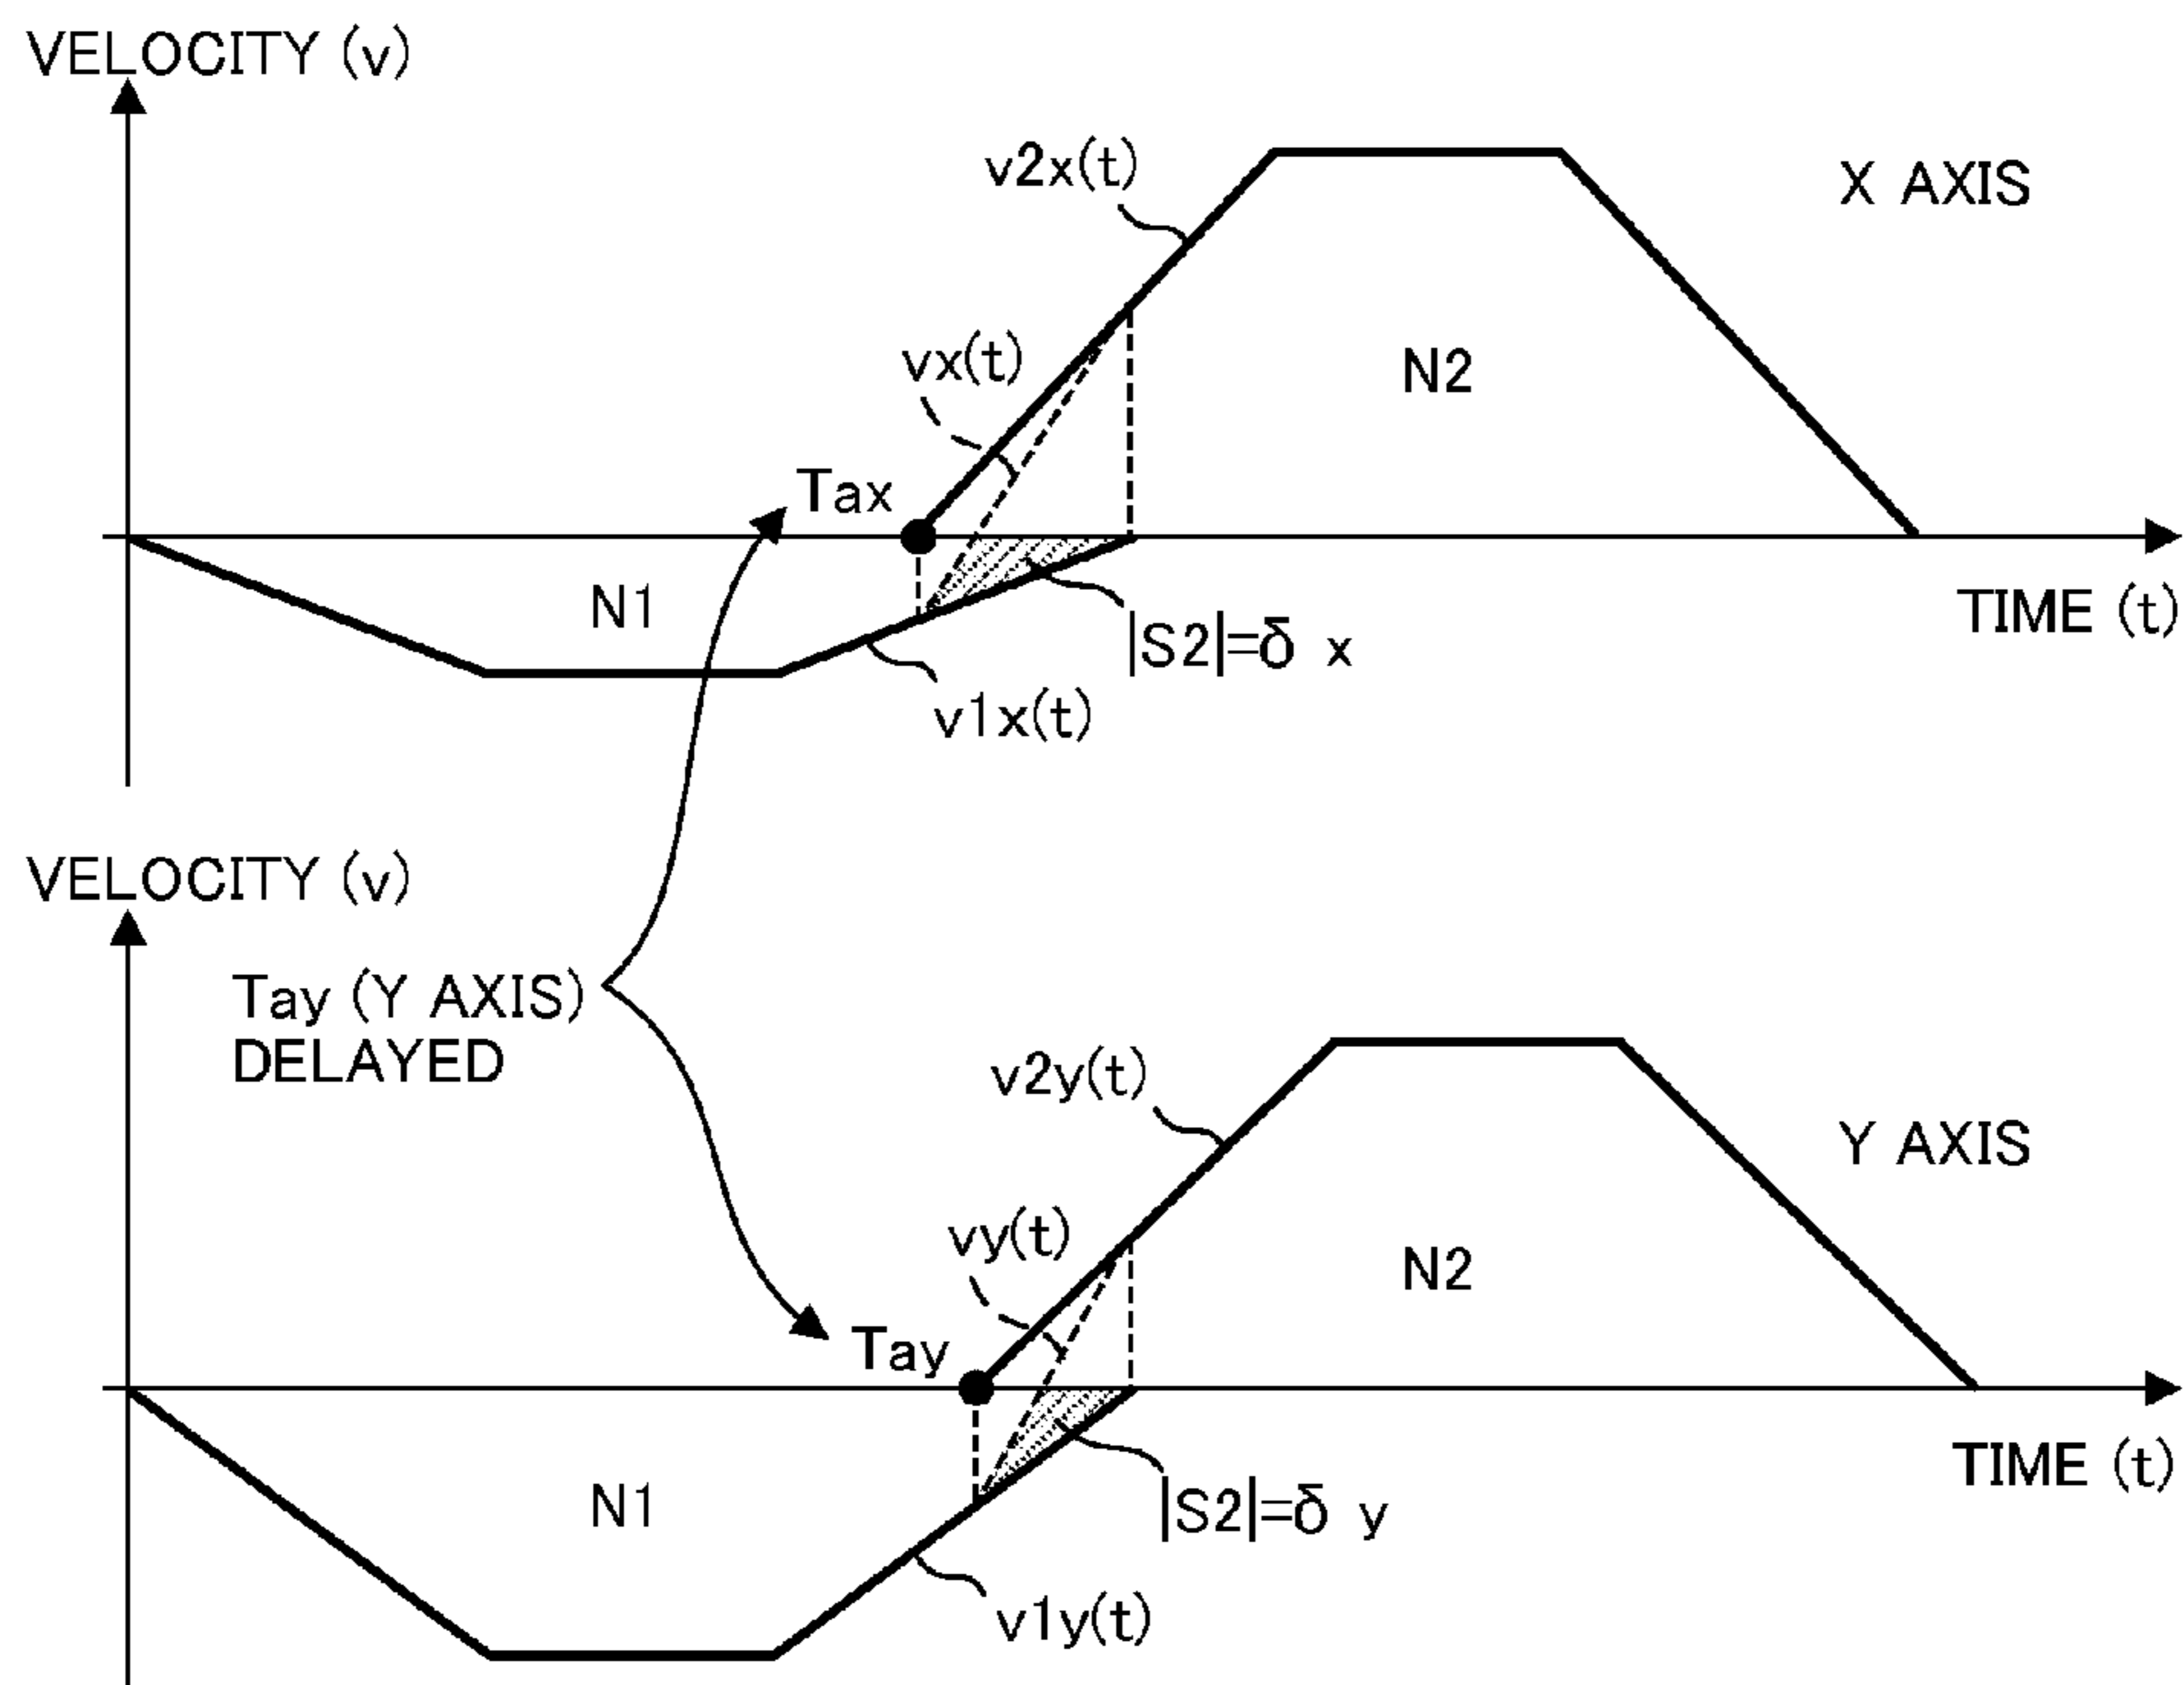 VELOCITY (v)
v2x(t)
X AXIS
vx(t)
N2
Tax
N1
TIME (t)
|S2|=δ x
v1x(t)
VELOCITY (v)
Tay (Y AXIS)
DELAYED
v2y(t)
Y AXIS
vy(t)
N2
Tay
TIME (t)
N1
|S2|=δ y
v1y(t)